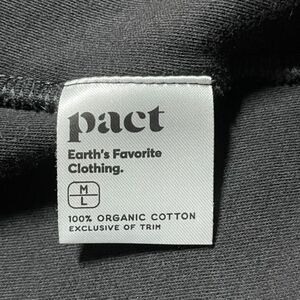 pact
Earth's Favorite
Clothing.
M
L
100% ORGANIC COTTON
EXCLUSIVE OF TRIM